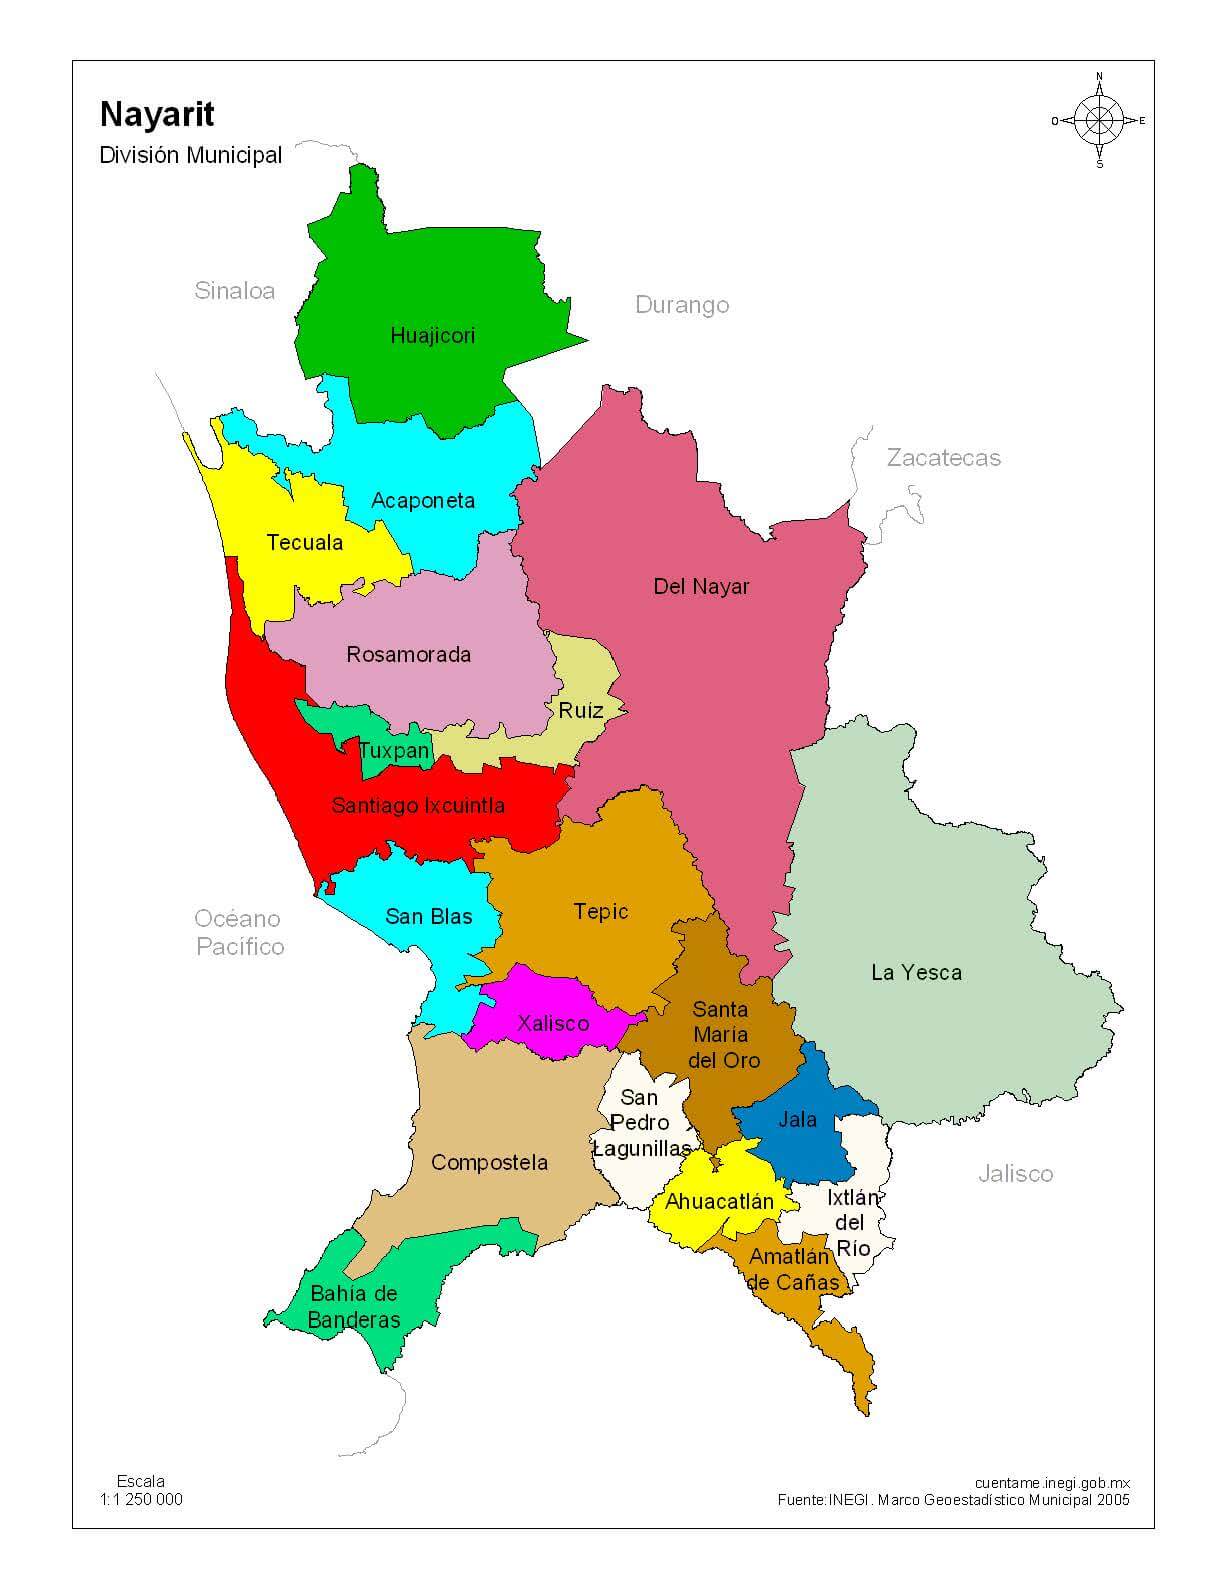 Nayarit
División Municipal
N
O
E
S
Sinaloa
Durango
Huajicori
Zacatecas
Acaponeta
Tecuala
Del Nayar
Rosamorada
Ruíz
Tuxpan
Santiago Ixcuintla
Océano
Pacífico
San Blas
Tepic
La Yesca
Xalisco
Santa
María
del Oro
San
Pedro
Lagunillas
Jala
Compostela
Jalisco
Ahuacatlán
Ixtlán
del
Río
Amatlán
de Cañas
Bahía de
Banderas
Escala
1:1 250 000
cuentame.inegi.gob.mx
Fuente:INEGI. Marco Geoestadístico Municipal 2005